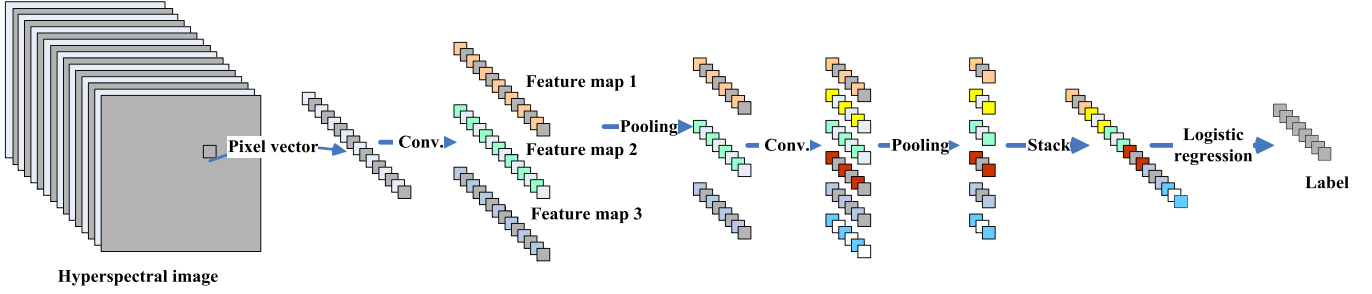 Hyperspectral image
Pixel vector
Conv.
Feature map 1
Feature map 2
Feature map 3
Pooling
Conv.
Pooling
Stack
Logistic
regression
Label